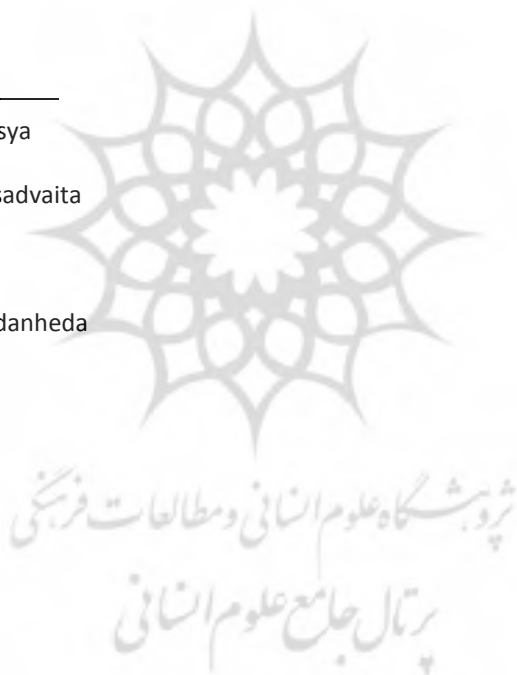 sya
sadvaita
danheda
پژوهشگاه علوم انسانی و مطالعات فرهنگی
پرتال جامع علوم انسانی